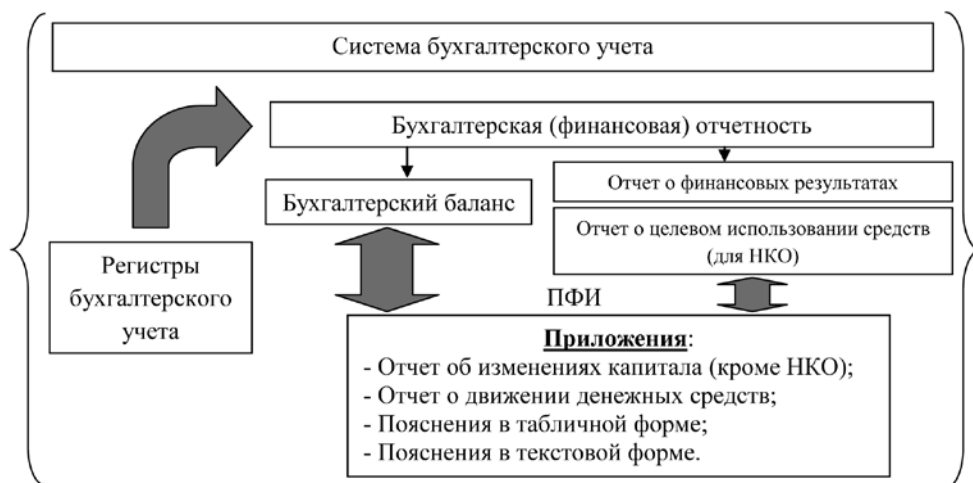 Система бухгалтерского учета
Бухгалтерская (финансовая) отчетность
Бухгалтерский баланс
Отчет о финансовых результатах
Отчет о целевом использовании средств
(для НКО)
Регистры
бухгалтерского
учета
ПФИ
Приложения:
- Отчет об изменениях капитала (кроме НКО);
- Отчет о движении денежных средств;
- Пояснения в табличной форме;
- Пояснения в текстовой форме.